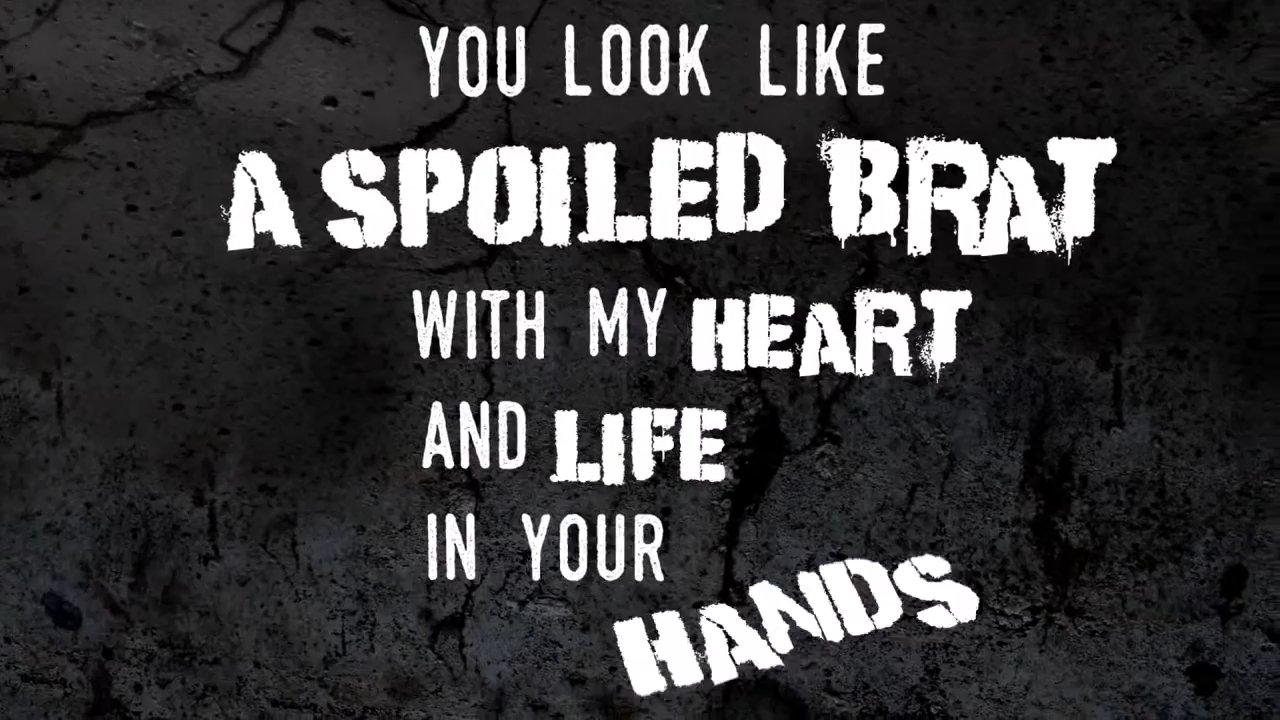 YOU LOOK LIKE
A SPOILED BRAT
WITH MY HEART
AND LIFE
IN YOUR
HANDS